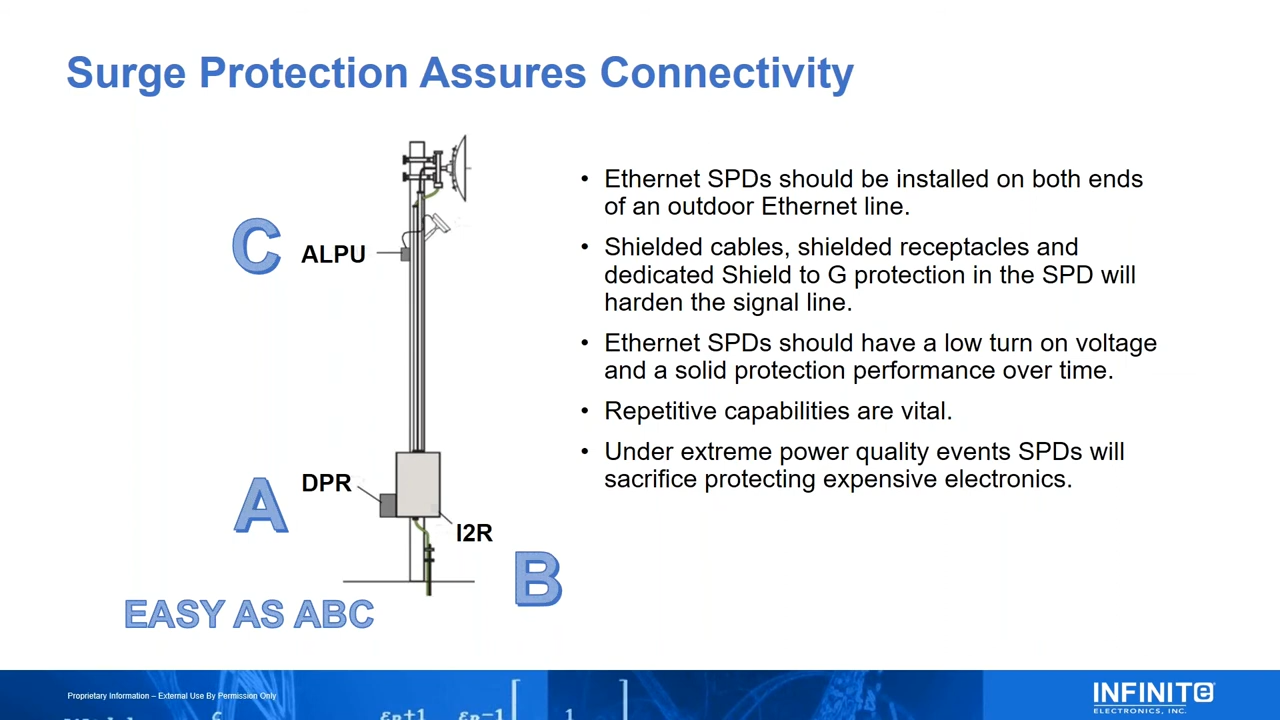 Surge Protection Assures Connectivity
C
ALPU
A
DPR
I2R
B
EASY AS ABC
• Ethernet SPDs should be installed on both ends
of an outdoor Ethernet line.
• Shielded cables, shielded receptacles and
dedicated Shield to G protection in the SPD will
harden the signal line.
• Ethernet SPDs should have a low turn on voltage
and a solid protection performance over time.
• Repetitive capabilities are vital.
• Under extreme power quality events SPDs will
sacrifice protecting expensive electronics.
Proprietary Information – External Use By Permission Only
INFINITe
ELECTRONICS, INC.